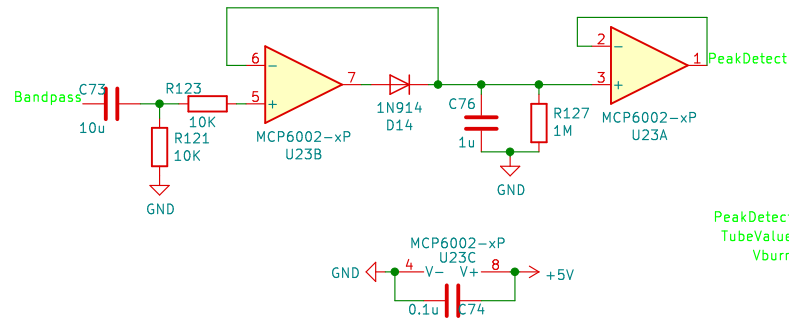 6
7
5
MCP6002-xP
U23B
Bandpass
C73
10u
R123
10K
R121
10K
GND
1N914
D14
C76
1u
R127
1M
GND
2
3
1
MCP6002-xP
U23A
PeakDetect
MCP6002-xP
U23C
GND
4
V-
V+
8
+5V
0.1u
C74
PeakDetec
TubeValue
Vburn